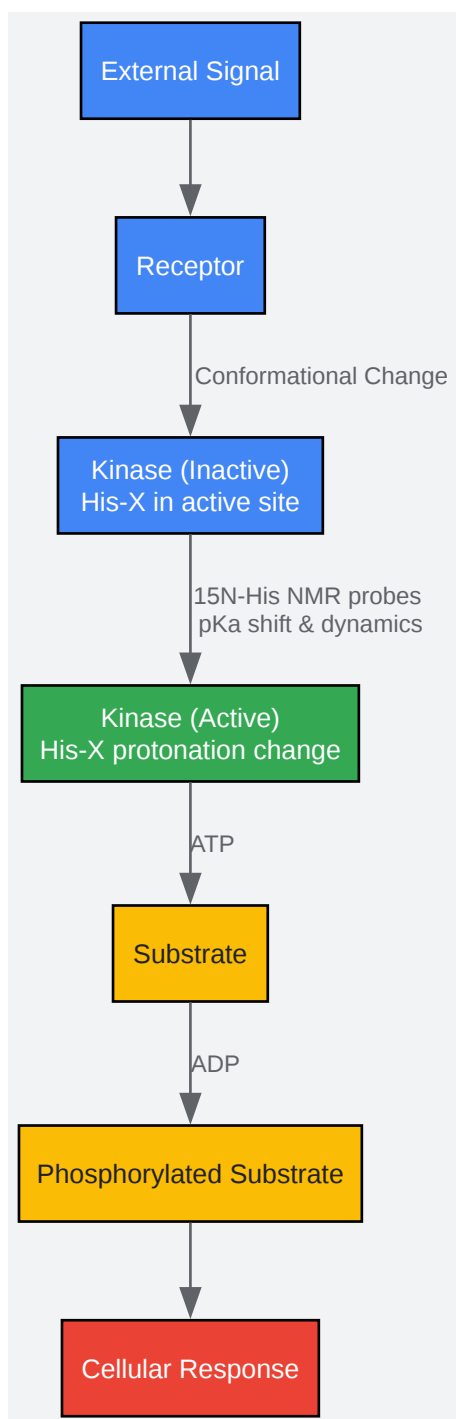 External Signal
Receptor
Conformational Change
Kinase (Inactive)
His-X in active site
15N-His NMR probes
pKa shift & dynamics
Kinase (Active)
His-X protonation change
ATP
Substrate
ADP
Phosphorylated Substrate
Cellular Response